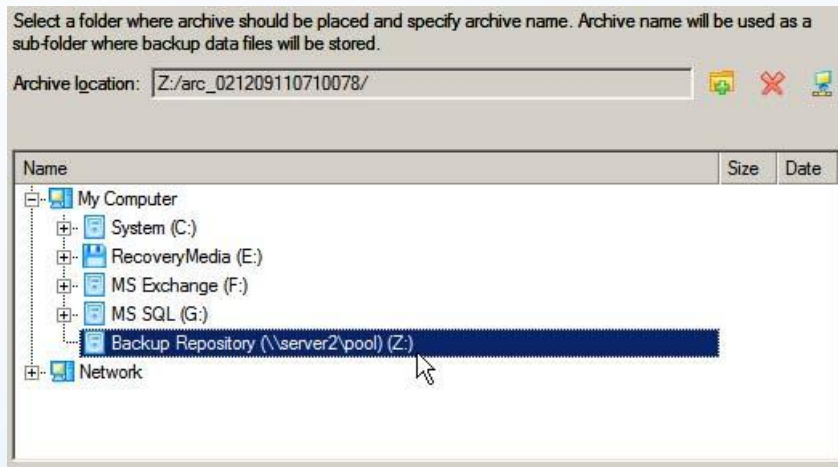 Select a folder where archive should be placed and specify archive name. Archive name will be used as a
sub-folder where backup data files will be stored.
Archive location: Z:/arc_021209110710078/
Name Size Date
My Computer
System (C:)
RecoveryMedia (E:)
MS Exchange (F:)
MS SQL (G:)
Backup Repository (\\server2\pool) (Z:)
Network